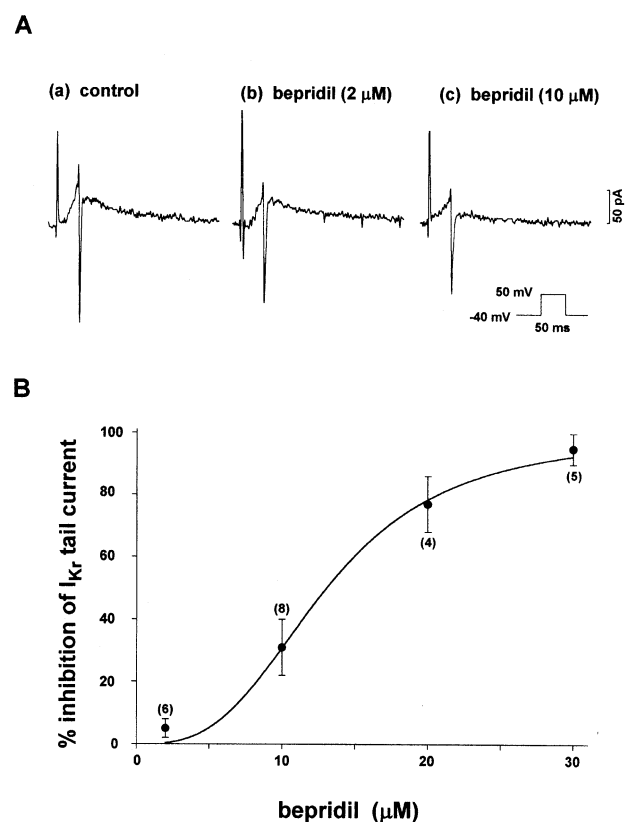 A
(a) control
(b) bepridil (2 μM)
(c) bepridil (10 μM)
50 pA
50 mV
-40 mV
50 ms
B
% inhibition of IKr tail current
100
80
60
40
20
0
(6)
(8)
(4)
(5)
0
10
20
30
bepridil (μM)